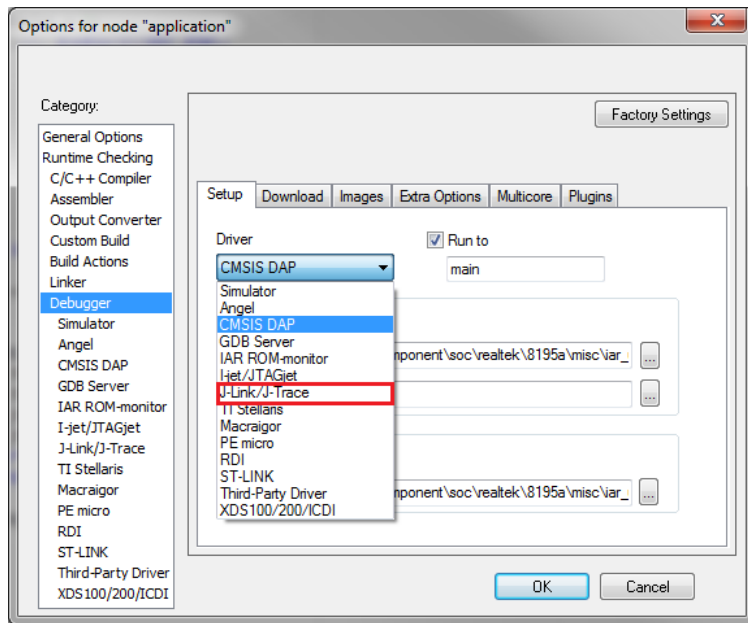 Options for node "application"
Category:
General Options
Runtime Checking
C/C++ Compiler
Assembler
Output Converter
Custom Build
Build Actions
Linker
Debugger
Simulator
Angel
CMSIS DAP
GDB Server
IAR ROM-monitor
I-jet/JTAGjet
J-Link/J-Trace
TI Stellaris
Macraigor
PE micro
RDI
ST-LINK
Third-Party Driver
XDS100/200/ICDI
Factory Settings
Setup Download Images Extra Options Multicore Plugins
Driver
Run to
CMSIS DAP
main
Simulator
Angel
CMSIS DAP
GDB Server
IAR ROM-monitor
I-jet/JTAGjet
J-Link/J-Trace
TI Stellaris
Macraigor
PE micro
RDI
ST-LINK
Third-Party Driver
XDS100/200/ICDI
mponent\soc\realtek\8195a\misc\iar_ ...
...
mponent\soc\realtek\8195a\misc\iar_ ...
OK Cancel